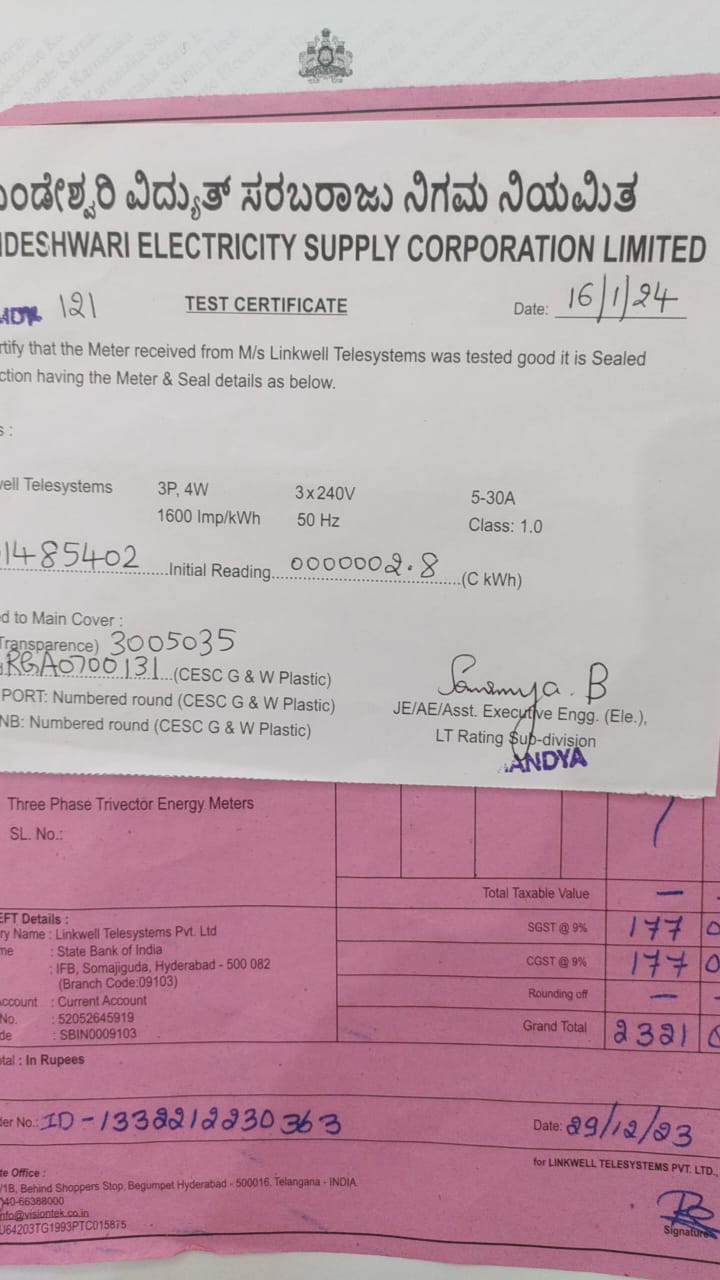 ಂಡೇಶ್ವರಿ ವಿದ್ಯುತ್ ಸರಬರಾಜು ನಿಗಮ ನಿಯಮಿತ
DESHWARI ELECTRICITY SUPPLY CORPORATION LIMITED
121 TEST CERTIFICATE Date: 16/1/24
rtify that the Meter received from M/s Linkwell Telesystems was tested good it is Sealed
ction having the Meter & Seal details as below.
s :
well Telesystems 3P, 4W 3x240V 5-30A
1600 Imp/kWh 50 Hz Class: 1.0
1485402 Initial Reading 0000002.8 (C kWh)
ed to Main Cover :
Transparence) 3005035
RGA0700131 (CESC G & W Plastic)
PORT: Numbered round (CESC G & W Plastic)
NB: Numbered round (CESC G & W Plastic)
JE/AE/Asst. Executive Engg. (Ele.),
LT Rating Sub-division
ANDYA
Three Phase Trivector Energy Meters
SL. No.:
Total Taxable Value —
EFT Details :
ry Name : Linkwell Telesystems Pvt. Ltd SGST @ 9% 177 0
me : State Bank of India
: IFB, Somajiguda, Hyderabad - 500 082 CGST @ 9% 177 0
(Branch Code:09103)
Account : Current Account Rounding off —
No. : 52052645919
de : SBIN0009103 Grand Total 2321
otal : In Rupees
der No.: ID-1332212230363 Date: 29/12/23
for LINKWELL TELESYSTEMS PVT. LTD.,
te Office :
/1B, Behind Shoppers Stop, Begumpet Hyderabad - 500016. Telangana - INDIA
040-66388000
info@visiontek.co.in
U64203TG1993PTC015875
Signature